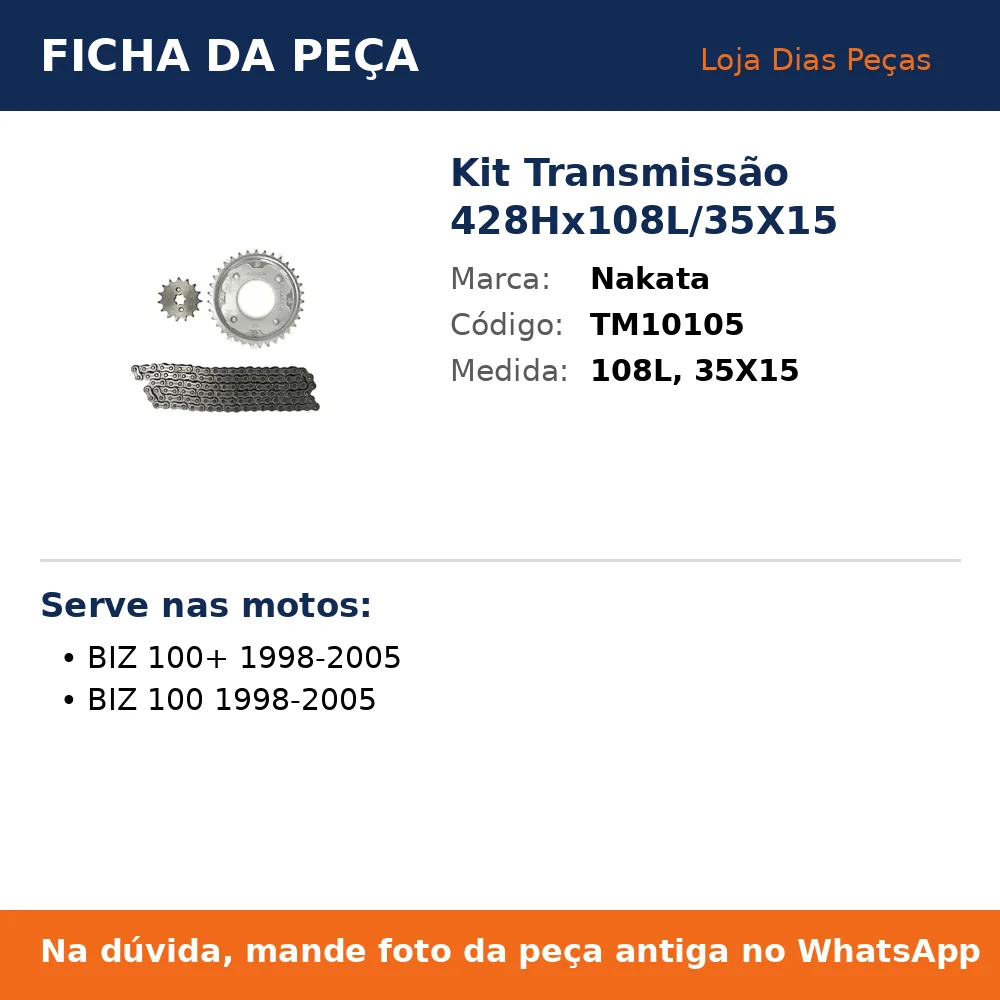 FICHA DA PEÇA
Loja Dias Peças
Kit Transmissão
428Hx108L/35X15
Marca: Nakata
Código: TM10105
Medida: 108L, 35X15
Serve nas motos:
• BIZ 100+ 1998-2005
• BIZ 100 1998-2005
Na dúvida, mande foto da peça antiga no WhatsApp